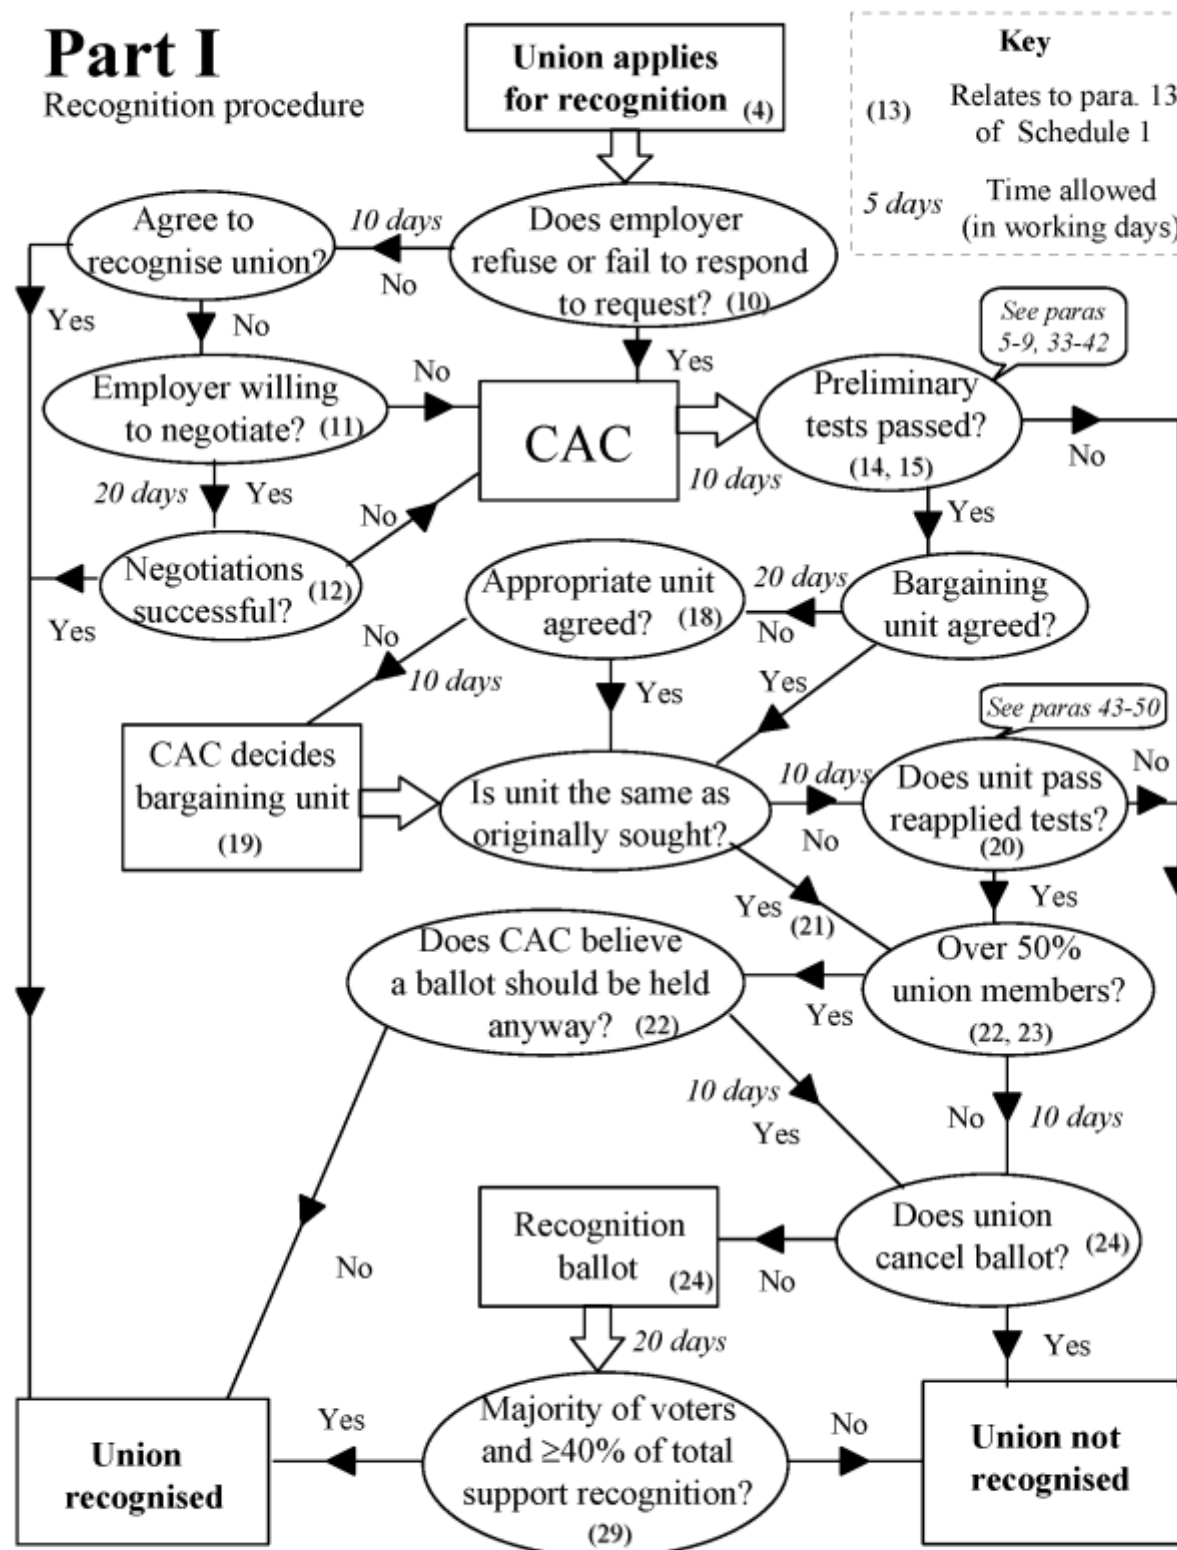 Part I
Recognition procedure
Union applies
for recognition (4)
Key
(13) Relates to para. 13
of Schedule 1
5 days Time allowed
(in working days)
Agree to
recognise union?
10 days
No
Does employer
refuse or fail to respond
to request? (10)
Yes
No
Yes
See paras
5-9, 33-42
Employer willing
to negotiate? (11)
No
CAC
10 days
Preliminary
tests passed?
(14, 15)
No
20 days
Yes
No
Yes
Negotiations
successful? (12)
Yes
Appropriate unit
agreed? (18)
20 days
No
Bargaining
unit agreed?
No
10 days
Yes
Yes
See paras 43-50
CAC decides
bargaining unit
(19)
Is unit the same as
originally sought?
10 days
No
Does unit pass
reapplied tests?
(20)
No
Yes (21)
Yes
Does CAC believe
a ballot should be held
anyway? (22)
Yes
Over 50%
union members?
(22, 23)
10 days
Yes
No
10 days
No
Recognition
ballot (24)
No
Does union
cancel ballot? (24)
20 days
Yes
Union
recognised
Yes
Majority of voters
and ≥40% of total
support recognition?
(29)
No
Union not
recognised